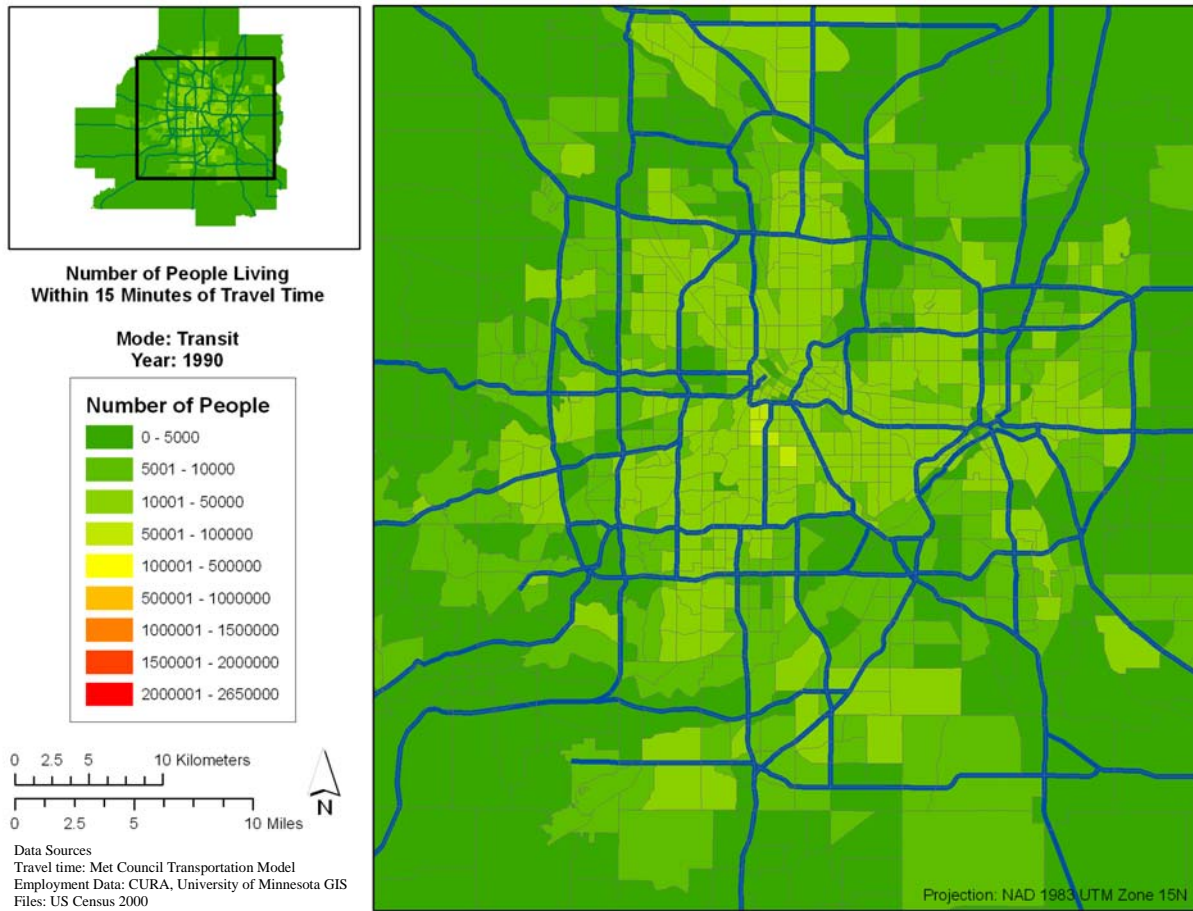 Number of People Living
Within 15 Minutes of Travel Time
Mode: Transit
Year: 1990
Number of People
0 - 5000
5001 - 10000
10001 - 50000
50001 - 100000
100001 - 500000
500001 - 1000000
1000001 - 1500000
1500001 - 2000000
2000001 - 2650000
0 2.5 5 10 Kilometers
0 2.5 5 10 Miles
N
Data Sources
Travel time: Met Council Transportation Model
Employment Data: CURA, University of Minnesota GIS
Files: US Census 2000
Projection: NAD 1983 UTM Zone 15N